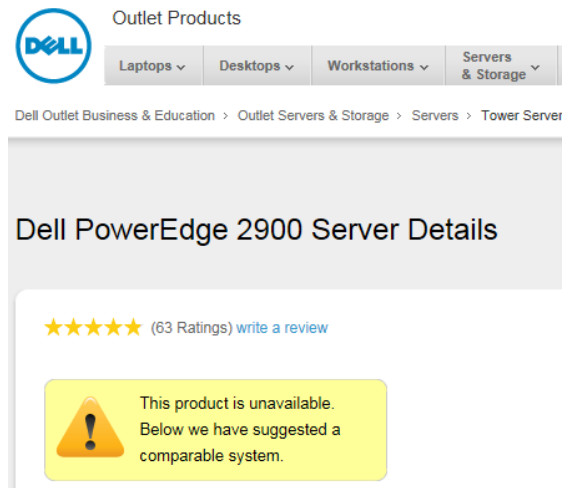 DELL
Outlet Products
Laptops
Desktops
Workstations
Servers
& Storage
Dell Outlet Business & Education > Outlet Servers & Storage > Servers > Tower Server
Dell PowerEdge 2900 Server Details
(63 Ratings) write a review
This product is unavailable.
Below we have suggested a
comparable system.